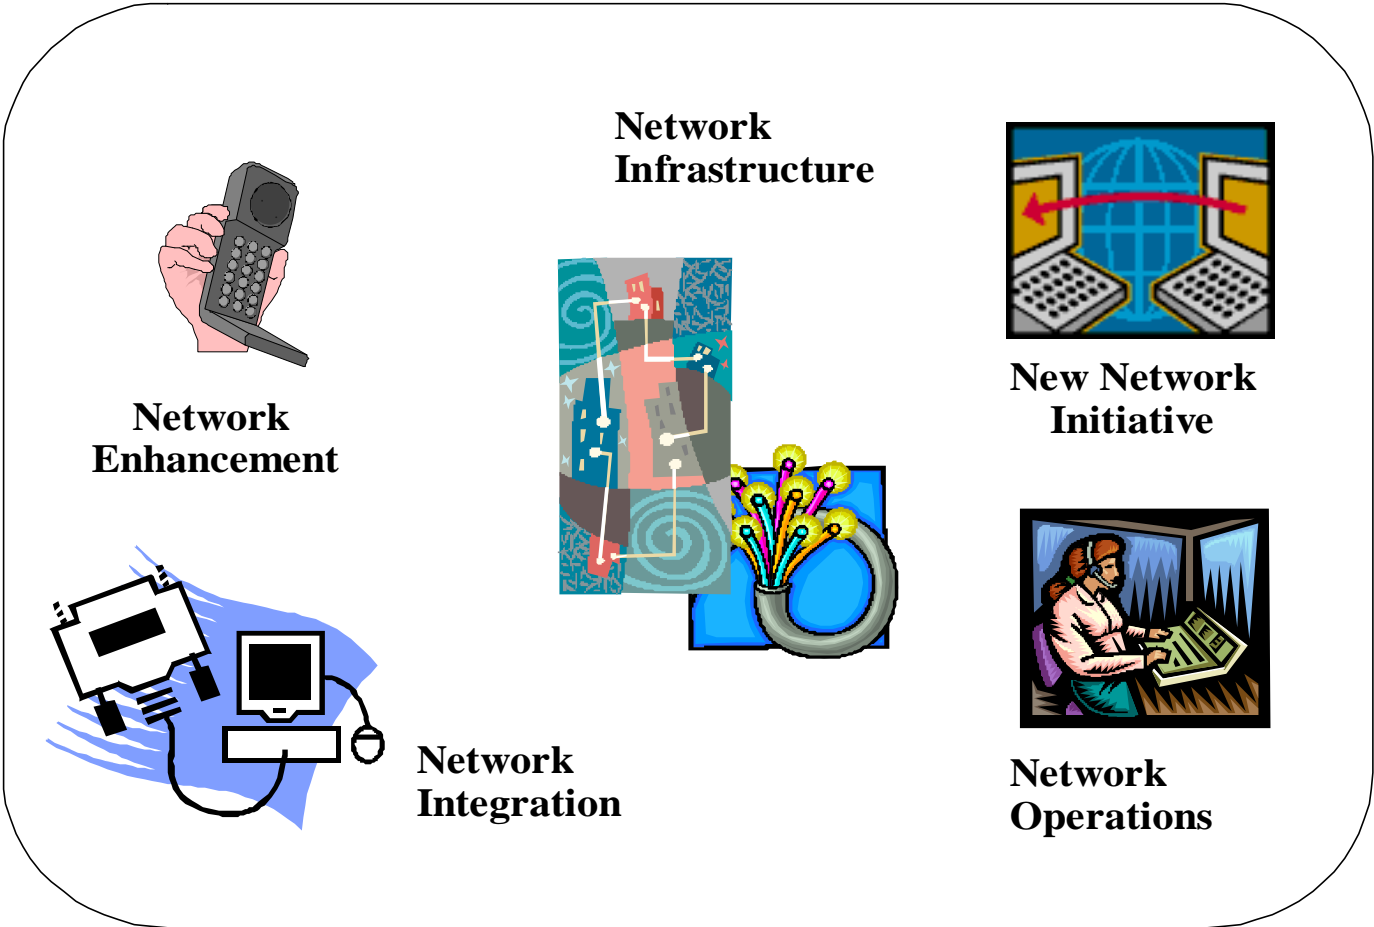 Network
Infrastructure
New Network
Initiative
Network
Enhancement
Network
Integration
Network
Operations